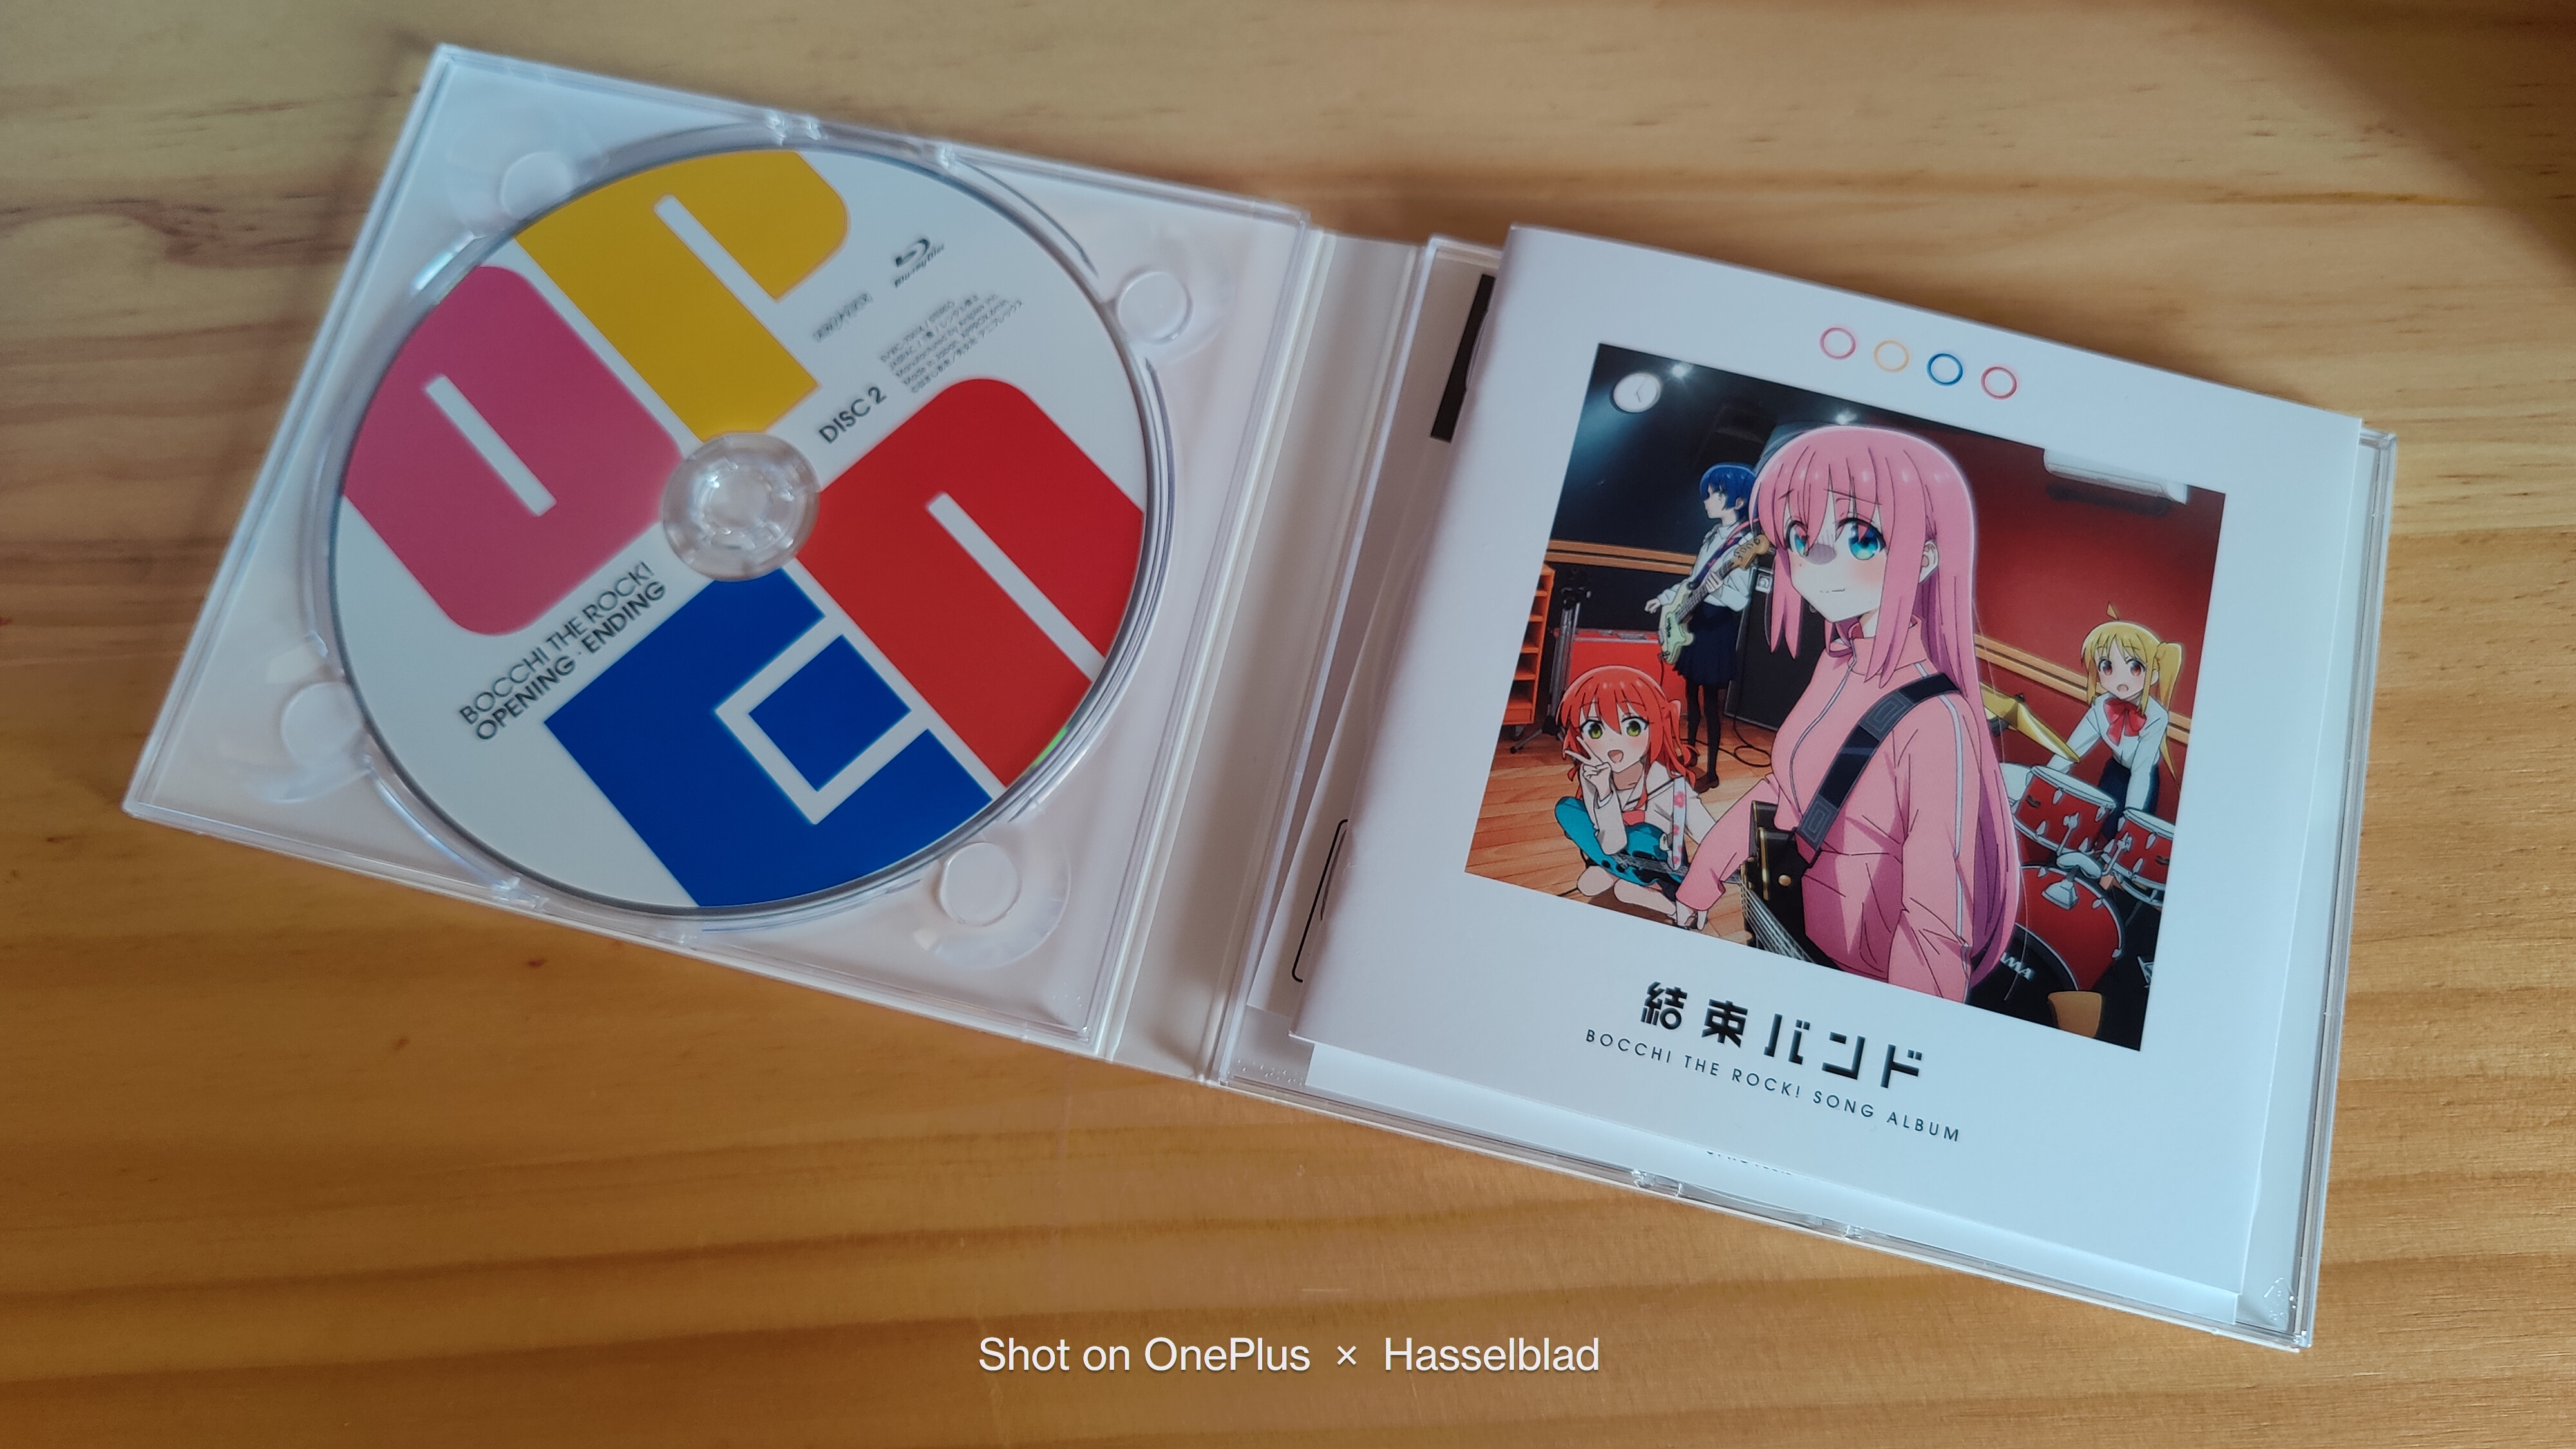 Blu-ray Disc
DISC 2
BOCCHI THE ROCK!
OPENING · ENDING
結束バンド
BOCCHI THE ROCK! SONG ALBUM
Shot on OnePlus × Hasselblad